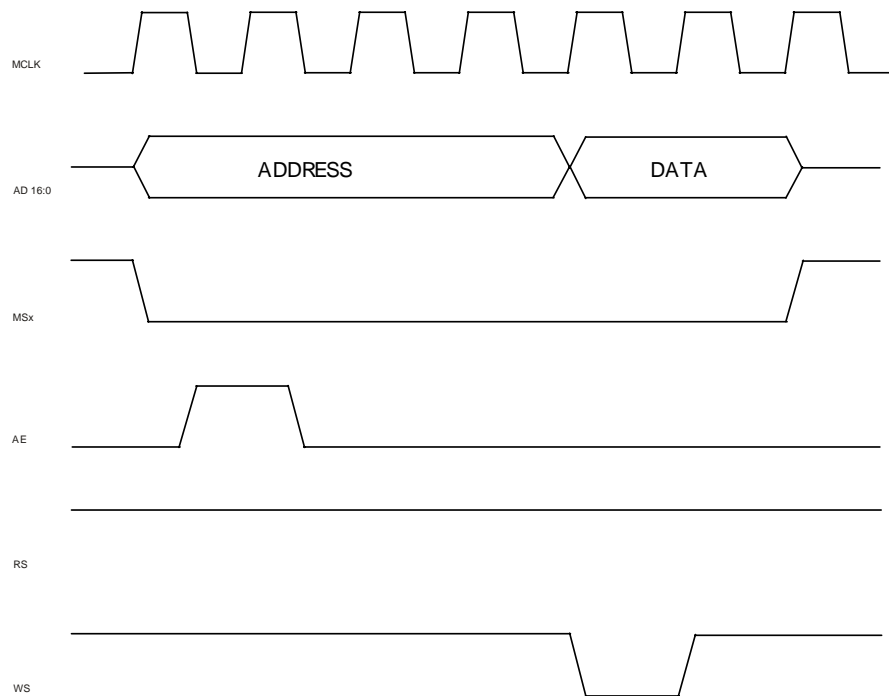 MCLK
ADDRESS DATA
AD 16:0
MSx
AE
RS
WS